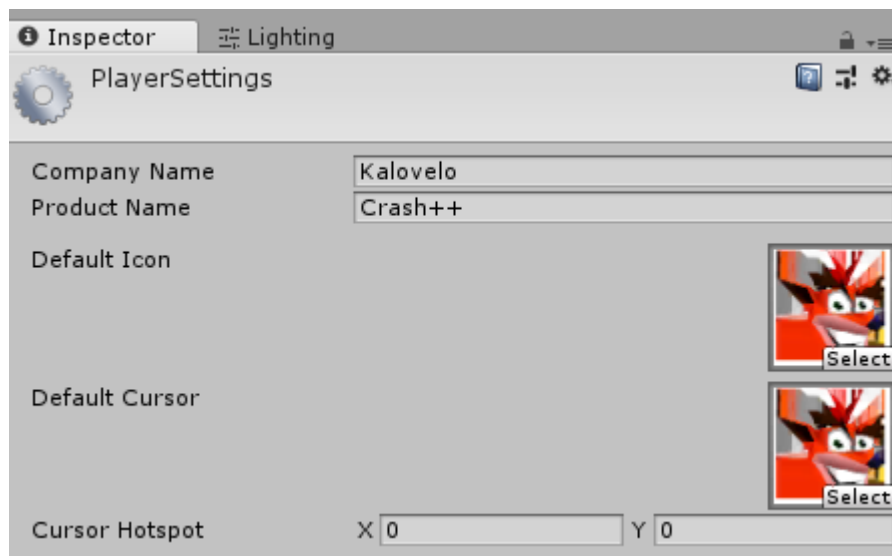 Inspector Lighting
PlayerSettings
Company Name Kalovelo
Product Name Crash++
Default Icon
Select
Default Cursor
Select
Cursor Hotspot X 0 Y 0